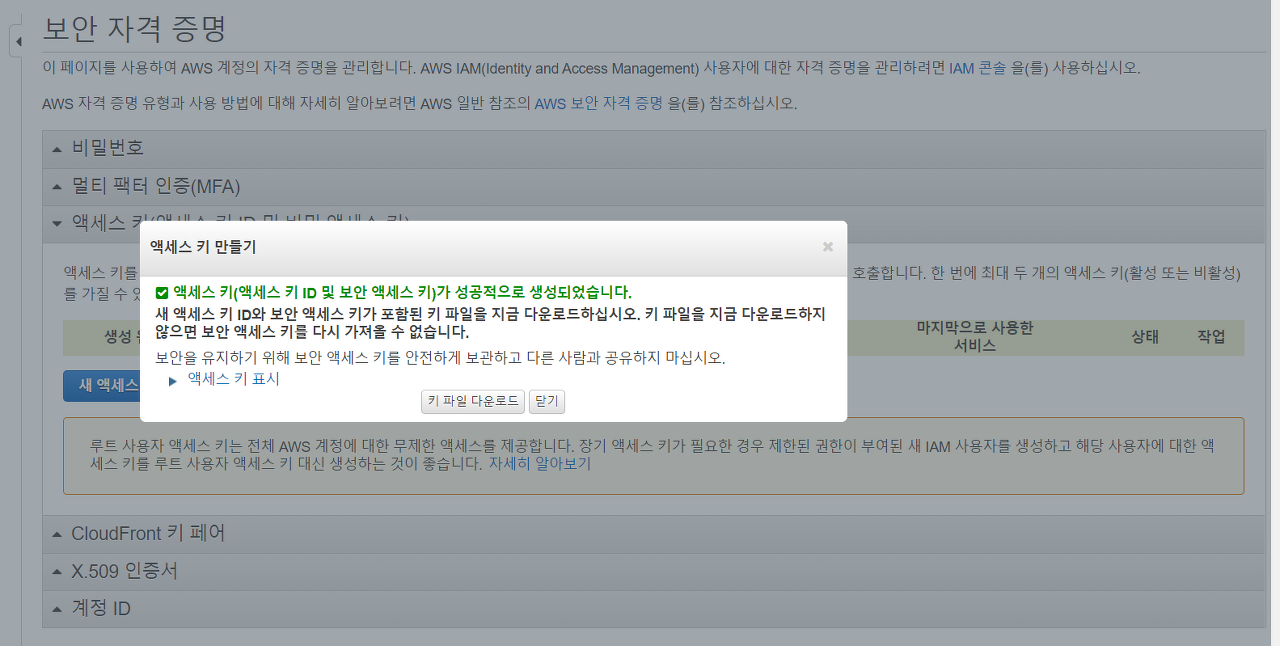 보안 자격 증명
이 페이지를 사용하여 AWS 계정의 자격 증명을 관리합니다. AWS IAM(Identity and Access Management) 사용자에 대한 자격 증명을 관리하려면 IAM 콘솔 을(를) 사용하십시오.
AWS 자격 증명 유형과 사용 방법에 대해 자세히 알아보려면 AWS 일반 참조의 AWS 보안 자격 증명 을(를) 참조하십시오.
비밀번호
멀티 팩터 인증(MFA)
액세스 키(액세스 키 ID 및 비밀 액세스 키)
액세스 키 만들기
액세스 키를
호출합니다. 한 번에 최대 두 개의 액세스 키(활성 또는 비활성)
를 가질 수
액세스 키(액세스 키 ID 및 보안 액세스 키)가 성공적으로 생성되었습니다.
새 액세스 키 ID와 보안 액세스 키가 포함된 키 파일을 지금 다운로드하십시오. 키 파일을 지금 다운로드하지
않으면 보안 액세스 키를 다시 가져올 수 없습니다.
생성
마지막으로 사용한
서비스
상태
작업
보안을 유지하기 위해 보안 액세스 키를 안전하게 보관하고 다른 사람과 공유하지 마십시오.
액세스 키 표시
새 액세스
키 파일 다운로드
닫기
루트 사용자 액세스 키는 전체 AWS 계정에 대한 무제한 액세스를 제공합니다. 장기 액세스 키가 필요한 경우 제한된 권한이 부여된 새 IAM 사용자를 생성하고 해당 사용자에 대한 액
세스 키를 루트 사용자 액세스 키 대신 생성하는 것이 좋습니다. 자세히 알아보기
CloudFront 키 페어
X.509 인증서
계정 ID